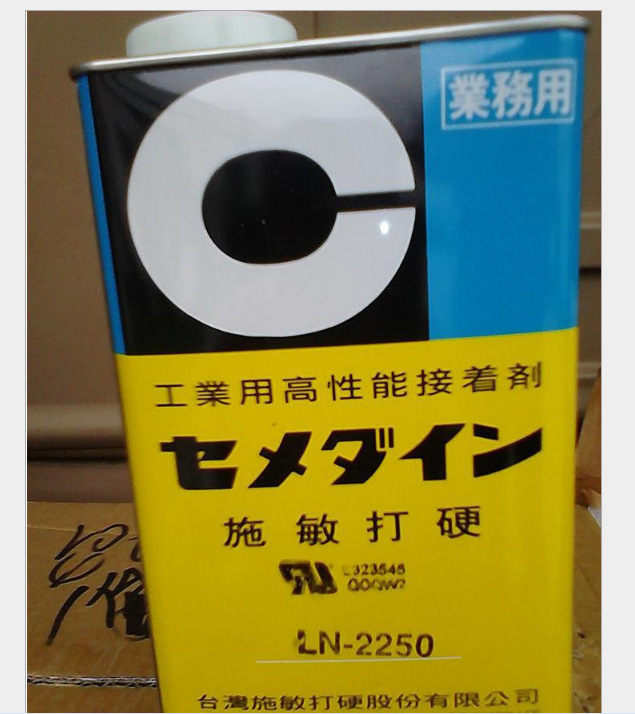 業務用
工業用高性能接着剤
セメダイン
施敏打硬
QOQW2
LN-2250
台灣施敏打硬股份有限公司